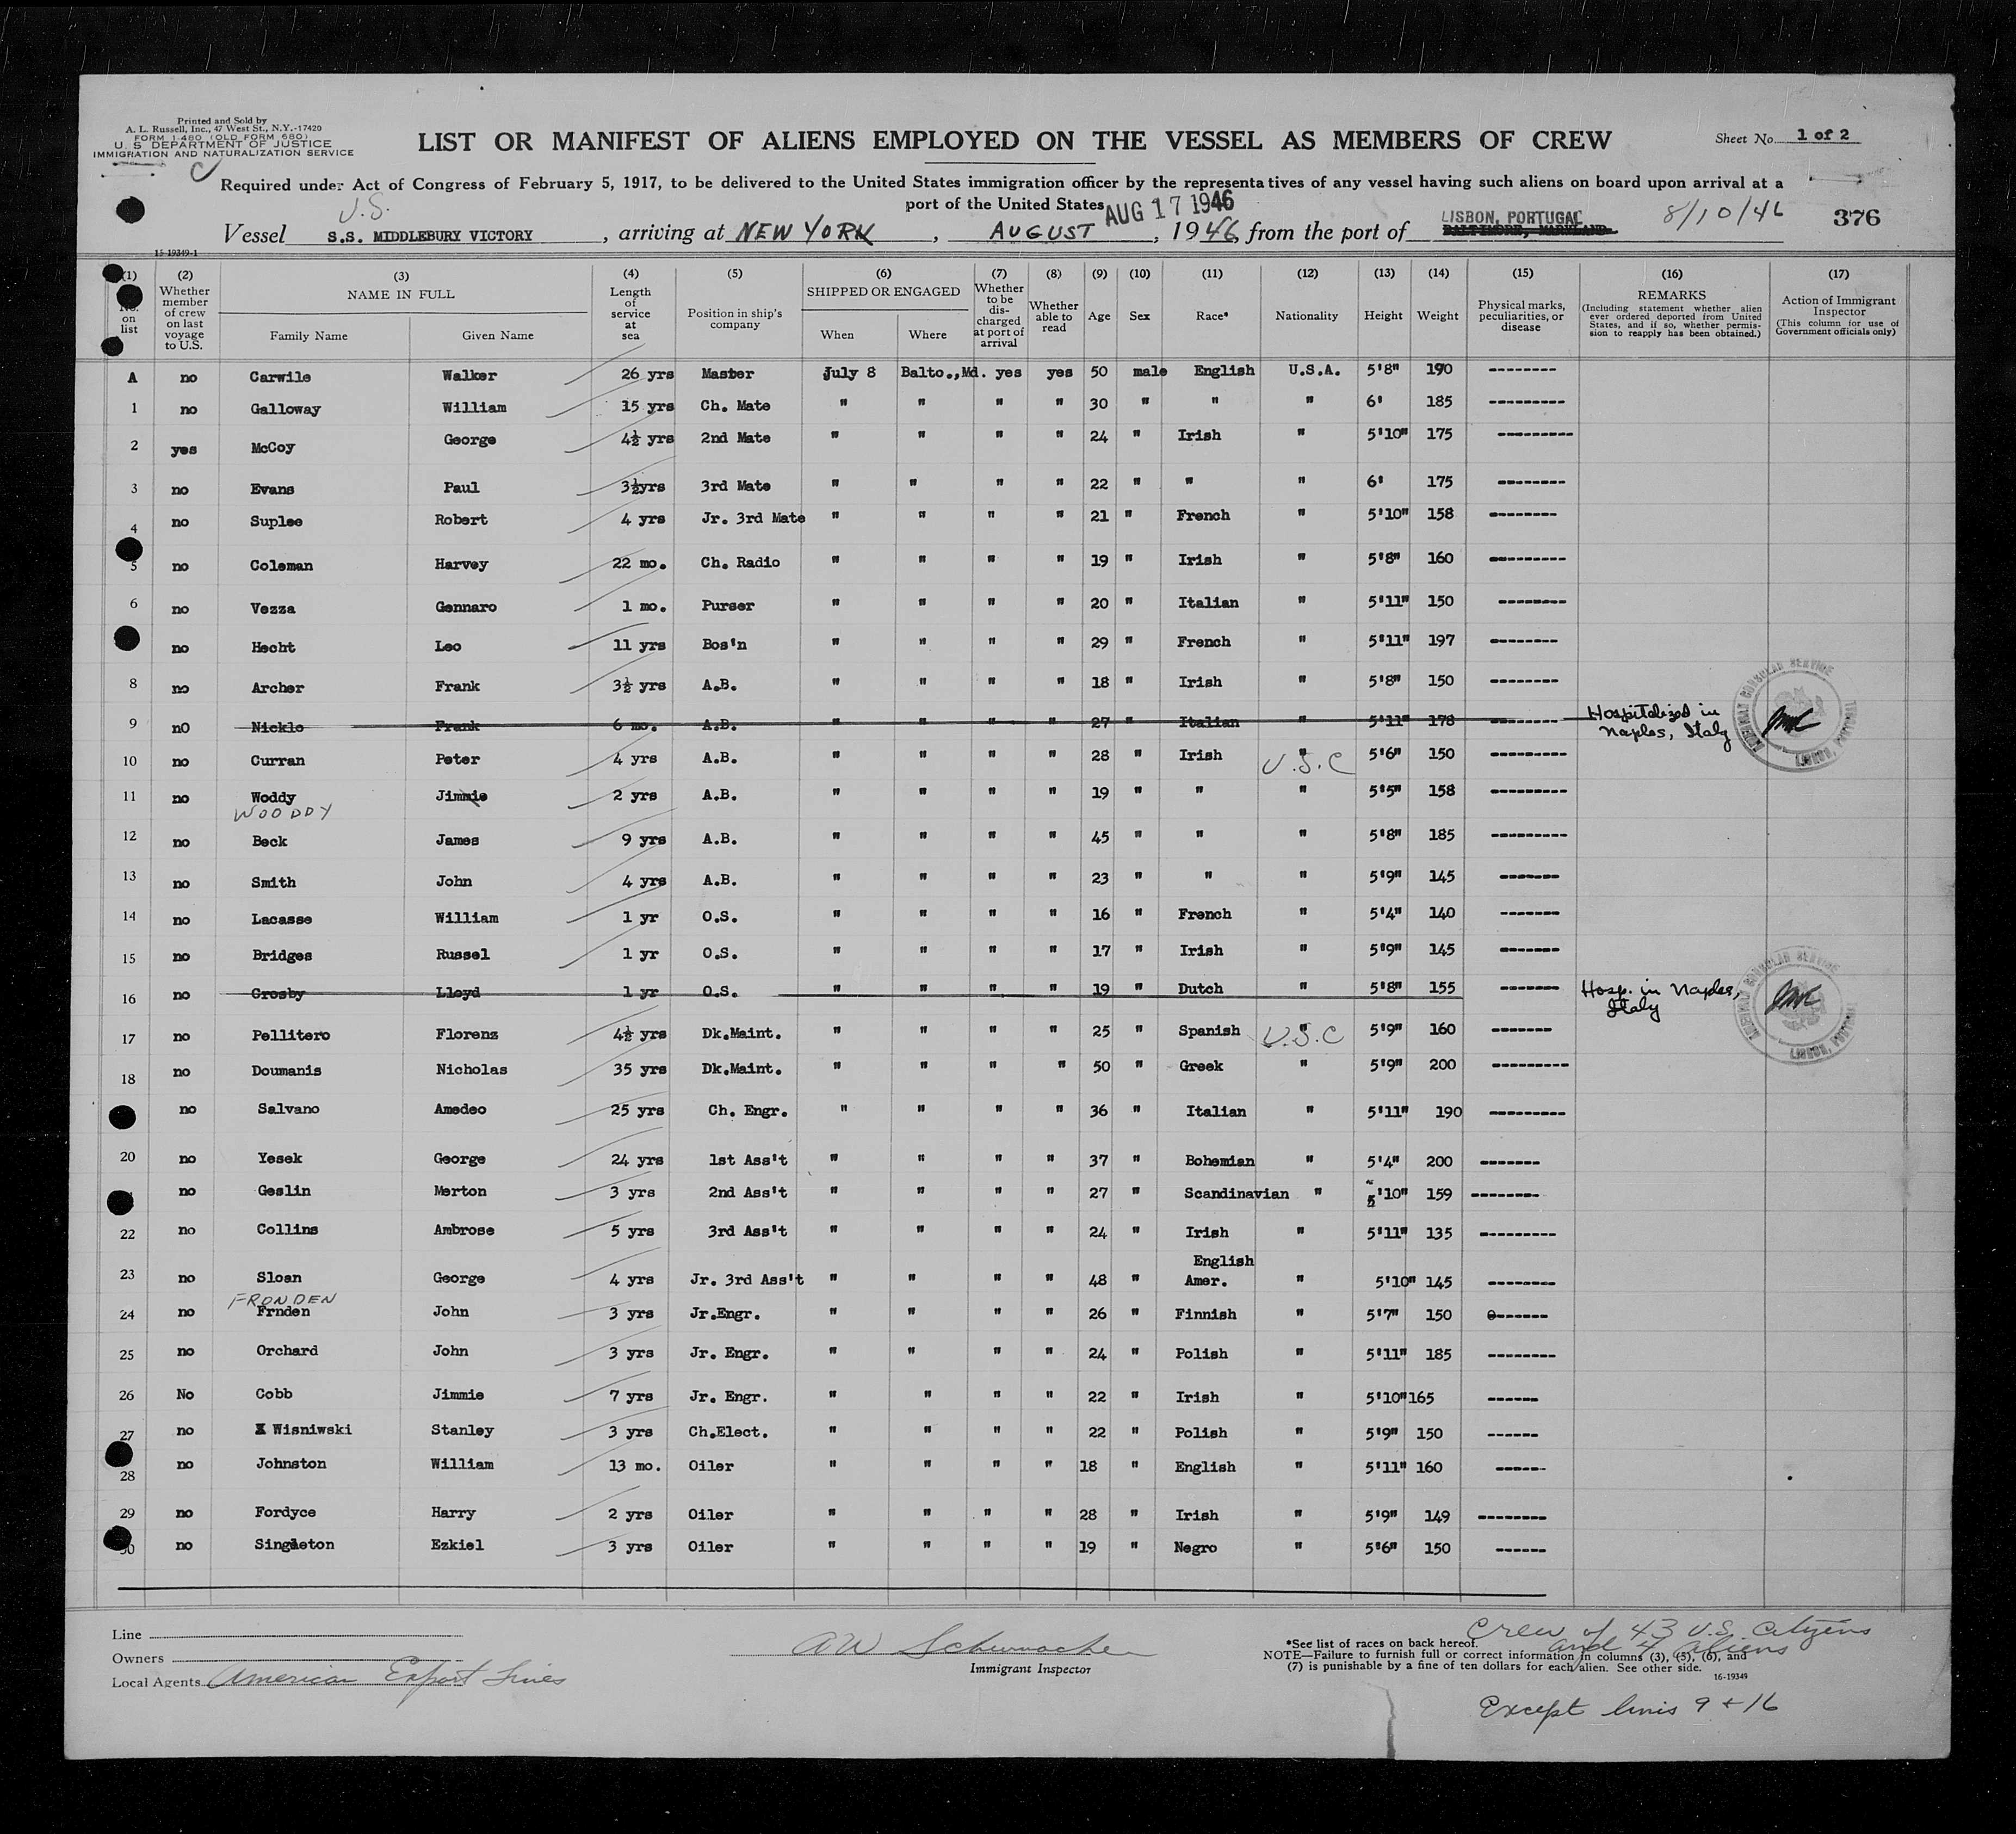 Printed and Sold by
A. L. Russell, Inc., 47 West St., N.Y.-17420
FORM I-480 (OLD FORM 680)
U. S. DEPARTMENT OF JUSTICE
IMMIGRATION AND NATURALIZATION SERVICE
LIST OR MANIFEST OF ALIENS EMPLOYED ON THE VESSEL AS MEMBERS OF CREW
Sheet No. 1 of 2
Required under Act of Congress of February 5, 1917, to be delivered to the United States immigration officer by the representatives of any vessel having such aliens on board upon arrival at a
port of the United States AUG 17 1946
U.S.
LISBON, PORTUGAL 8/10/46 376
Vessel S.S. MIDDLEBURY VICTORY, arriving at NEW YORK, AUGUST, 1946, from the port of BALTIMORE, MARYLAND
15-19349-1
(1) No. on list
(2) Whether member of crew on last voyage to U.S.
(3) NAME IN FULL Family Name Given Name
(4) Length of service at sea
(5) Position in ship's company
(6) SHIPPED OR ENGAGED When Where
(7) Whether to be discharged at port of arrival
(8) Whether able to read
(9) Age
(10) Sex
(11) Race*
(12) Nationality
(13) Height
(14) Weight
(15) Physical marks, peculiarities, or disease
(16) REMARKS (Including statement whether alien ever ordered deported from United States, and if so, whether permission to reapply has been obtained.)
(17) Action of Immigrant Inspector (This column for use of Government officials only)
A no Carwile Walker 26 yrs Master July 8 Balto.,Md. yes yes 50 male English U.S.A. 5'8" 190 --------
1 no Galloway William 15 yrs Ch. Mate " " " " 30 " " " 6' 185 ---------
2 yes McCoy George 4½ yrs 2nd Mate " " " " 24 " Irish " 5'10" 175 ---------
3 no Evans Paul 3½yrs 3rd Mate " " " " 22 " " " 6' 175 --------
4 no Suplee Robert 4 yrs Jr. 3rd Mate " " " " 21 " French " 5'10" 158 --------
5 no Coleman Harvey 22 mo. Ch. Radio " " " " 19 " Irish " 5'8" 160 ---------
6 no Vezza Gennaro 1 mo. Purser " " " " 20 " Italian " 5'11" 150 --------
no Hecht Leo 11 yrs Bos'n " " " " 29 " French " 5'11" 197 --------
8 no Archer Frank 3½ yrs A.B. " " " " 18 " Irish " 5'8" 150 --------
9 nO Nicklo Frank 6 mo. A.B. " " " " 27 " Italian " 5'11" 178 -------- Hospitalized in Naples, Italy
AMERICAN CONSULAR SERVICE LISBON, PORTUGAL
10 no Curran Peter 4 yrs A.B. " " " " 28 " Irish " U.S.C 5'6" 150 ---------
11 no Woddy Jimmie 2 yrs A.B. " " " " 19 " " " 5'5" 158 ---------
WOODDY
12 no Beck James 9 yrs A.B. " " " " 45 " " " 5'8" 185 ---------
13 no Smith John 4 yrs A.B. " " " " 23 " " " 5'9" 145 -------
14 no Lacasse William 1 yr O.S. " " " " 16 " French " 5'4" 140 -------
15 no Bridges Russel 1 yr O.S. " " " " 17 " Irish " 5'9" 145 -------
16 no Crosby Lloyd 1 yr O.S. " " " " 19 " Dutch " 5'8" 155 ------- Hosp. in Naples, Italy
AMERICAN CONSULAR SERVICE LISBON, PORTUGAL
17 no Pellitero Florenz 4½ yrs Dk.Maint. " " " " 25 " Spanish " U.S.C 5'9" 160 ------
18 no Doumanis Nicholas 35 yrs Dk.Maint. " " " " 50 " Greek " 5'9" 200 ---------
no Salvano Amedeo 25 yrs Ch. Engr. " " " " 36 " Italian " 5'11" 190 ---------
20 no Yesek George 24 yrs 1st Ass't " " " " 37 " Bohemian " 5'4" 200 -------
no Geslin Merton 3 yrs 2nd Ass't " " " " 27 " Scandinavian " 5'10" 159 --------
22 no Collins Ambrose 5 yrs 3rd Ass't " " " " 24 " Irish " 5'11" 135 ---------
23 no Sloan George 4 yrs Jr. 3rd Ass't " " " " 48 " English Amer. " 5'10" 145 --------
FRONDEN
24 no Frnden John 3 yrs Jr.Engr. " " " " 26 " Finnish " 5'7" 150 -------
25 no Orchard John 3 yrs Jr. Engr. " " " " 24 " Polish " 5'11" 185 --------
26 No Cobb Jimmie 7 yrs Jr. Engr. " " " " 22 " Irish " 5'10" 165 ------
27 no X Wisniwski Stanley 3 yrs Ch.Elect. " " " " 22 " Polish " 5'9" 150 ------
28 no Johnston William 13 mo. Oiler " " " " 18 " English " 5'11" 160 ------
29 no Fordyce Harry 2 yrs Oiler " " " " 28 " Irish " 5'9" 149 --------
30 no Singleton Ezkiel 3 yrs Oiler " " " " 19 " Negro " 5'6" 150 ------
Line
Owners
Local Agents American Export Lines
A W Schumacher
Immigrant Inspector
Crew of 43 U.S. Citizens
and 4 Aliens
*See list of races on back hereof.
NOTE—Failure to furnish full or correct information in columns (3), (5), (6), and
(7) is punishable by a fine of ten dollars for each alien. See other side.
16-19349
Except lines 9 + 16